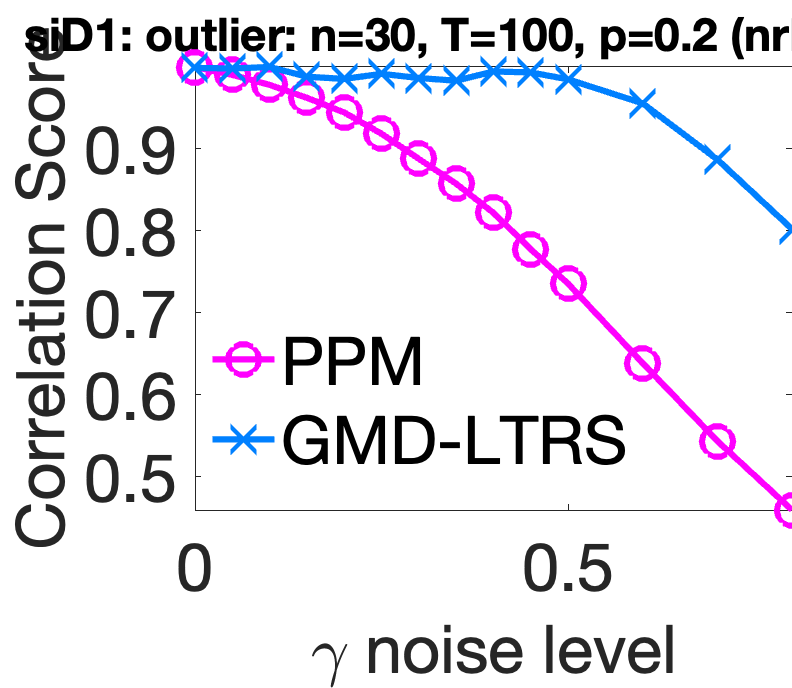 siD1: outlier: n=30, T=100, p=0.2 (nrl
Correlation Score
0.9
0.8
0.7
0.6
0.5
PPM
GMD-LTRS
0
0.5
γ noise level